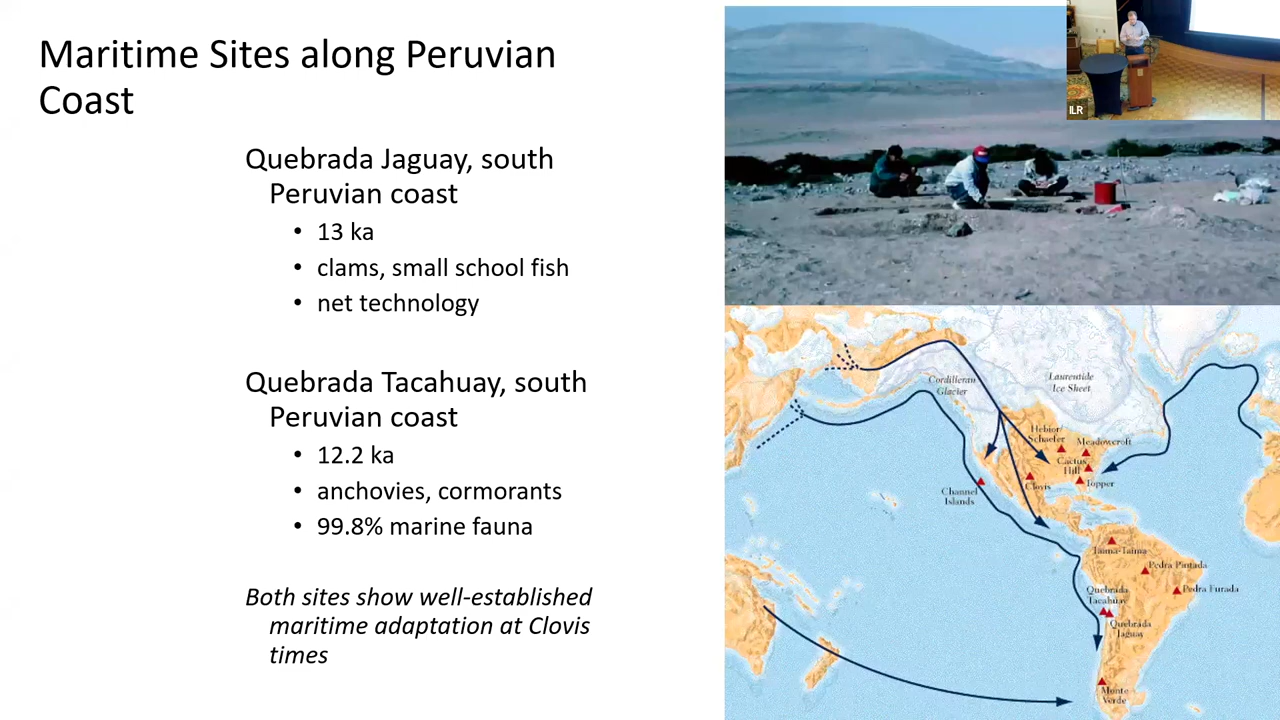 Maritime Sites along Peruvian
Coast
Quebrada Jaguay, south
Peruvian coast
• 13 ka
• clams, small school fish
• net technology
Quebrada Tacahuay, south
Peruvian coast
• 12.2 ka
• anchovies, cormorants
• 99.8% marine fauna
Both sites show well-established
maritime adaptation at Clovis
times
ILR
Cordilleran
Glacier
Laurentide
Ice Sheet
Hebior/
Schaefer
Meadowcroft
Cactus
Hill
Topper
Clovis
Channel
Islands
Taima-Taima
Pedra Pintada
Pedra Furada
Quebrada
Tacahuay
Quebrada
Jaguay
Monte
Verde